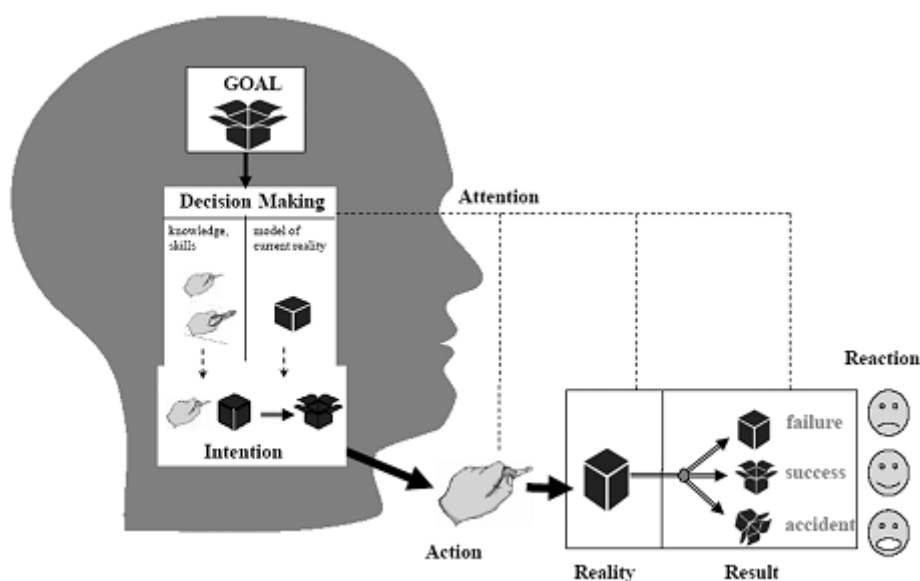 GOAL
Decision Making
knowledge,
skills
model of
current reality
Intention
Attention
Action
Reality
Result
failure
success
accident
Reaction